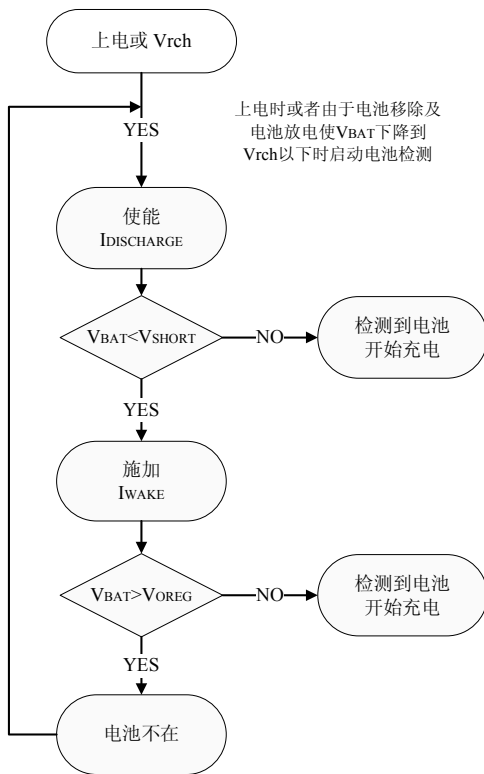 上电或 Vrch
YES
上电时或者由于电池移除及
电池放电使VBAT下降到
Vrch以下时启动电池检测
使能
IDISCHARGE
VBAT<VSHORT
NO
检测到电池
开始充电
YES
施加
IWAKE
VBAT>VOREG
NO
检测到电池
开始充电
YES
电池不在